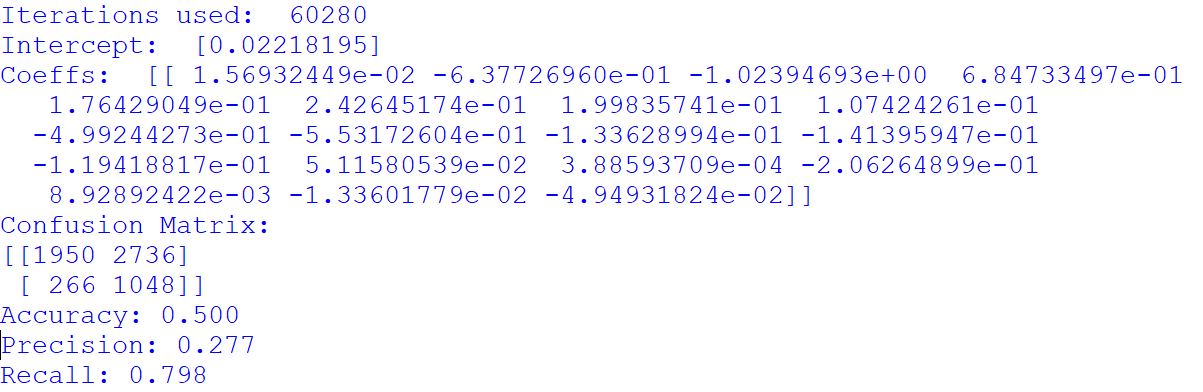 Iterations used:  60280
Intercept:  [0.02218195]
Coeffs:  [[ 1.56932449e-02 -6.37726960e-01 -1.02394693e+00  6.84733497e-01
   1.76429049e-01  2.42645174e-01  1.99835741e-01  1.07424261e-01
  -4.99244273e-01 -5.53172604e-01 -1.33628994e-01 -1.41395947e-01
  -1.19418817e-01  5.11580539e-02  3.88593709e-04 -2.06264899e-01
   8.92892422e-03 -1.33601779e-02 -4.94931824e-02]]
Confusion Matrix:
[[1950 2736]
 [ 266 1048]]
Accuracy: 0.500
Precision: 0.277
Recall: 0.798